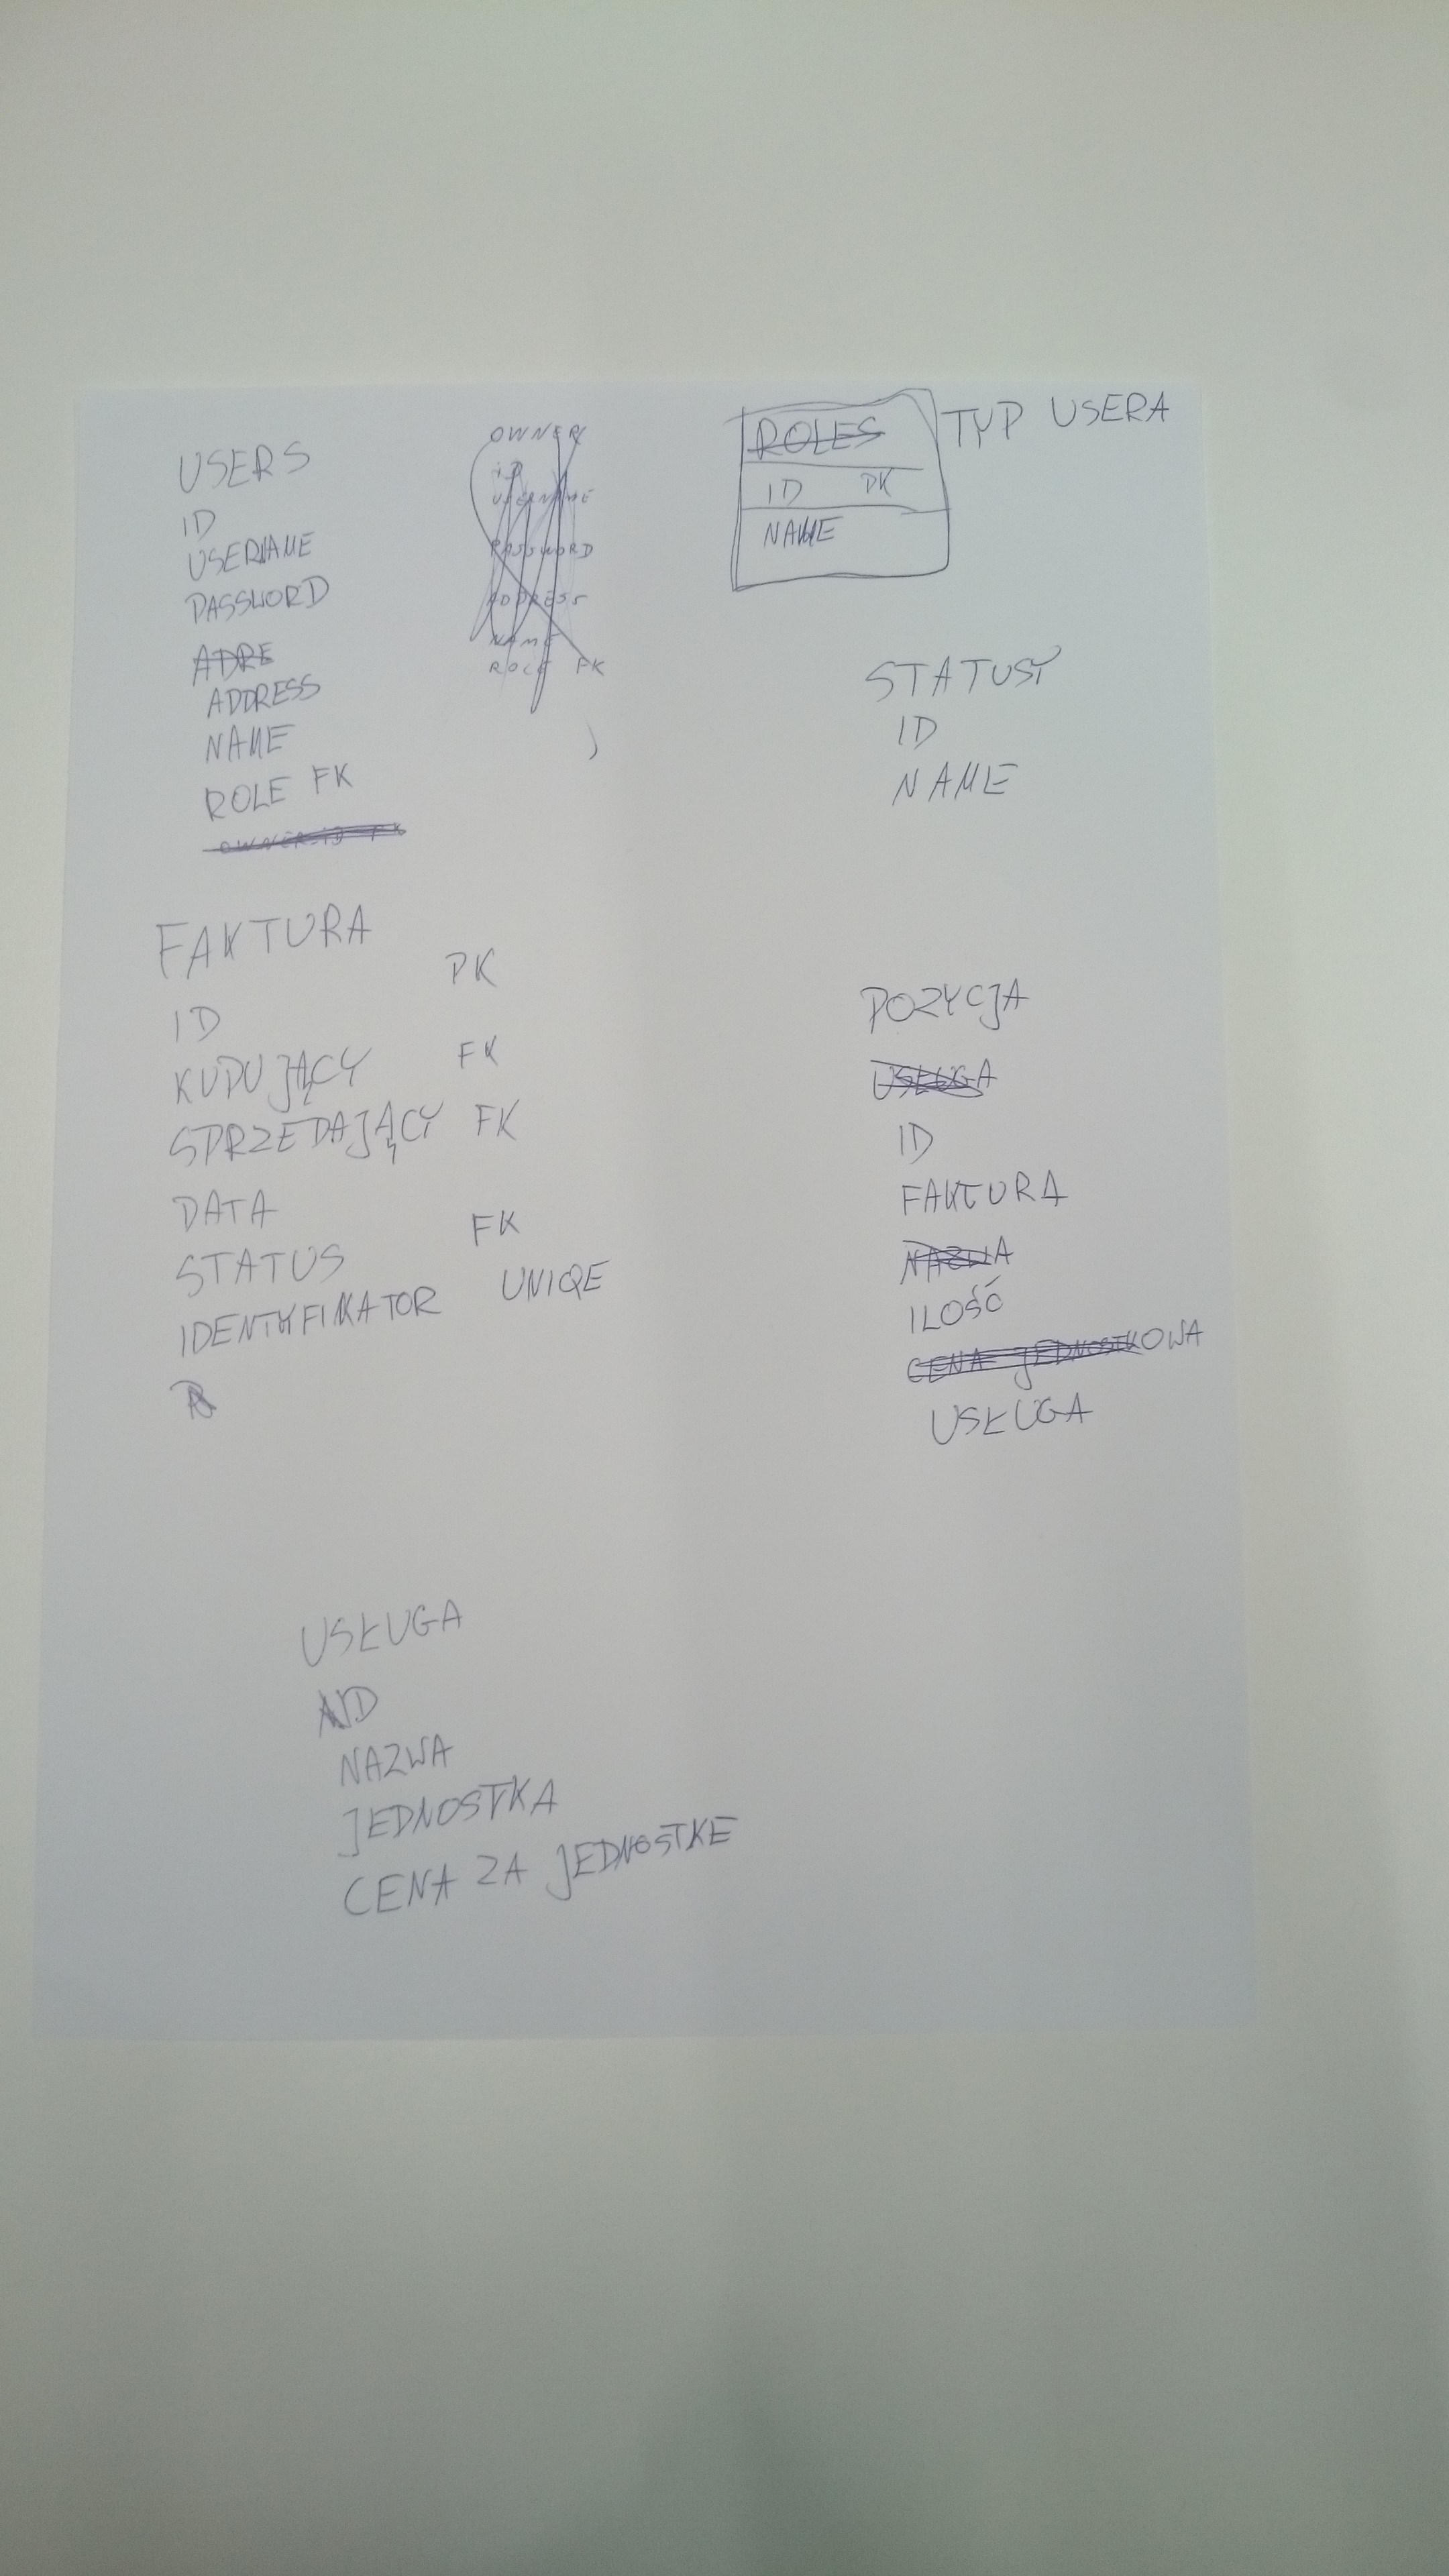 USERS
ID
USERNAME
PASSWORD
ADRE
ADDRESS
NAME
ROLE FK
OWNERID FK
OWNER
ID
USERNAME
PASSWORD
ADDRESS
NAME
ROLE FK
ROLES
ID PK
NAME
TYP USERA
STATUSY
ID
NAME
FAKTURA
PK
ID
KUPUJĄCY FK
SPRZEDAJĄCY FK
DATA
STATUS FK
IDENTYFIKATOR UNIQE
POZYCJA
USŁUGA
ID
FAKTURA
NAZWA
ILOŚĆ
CENA JEDNOSTKOWA
USŁUGA
USŁUGA
ID
NAZWA
JEDNOSTKA
CENA ZA JEDNOSTKE